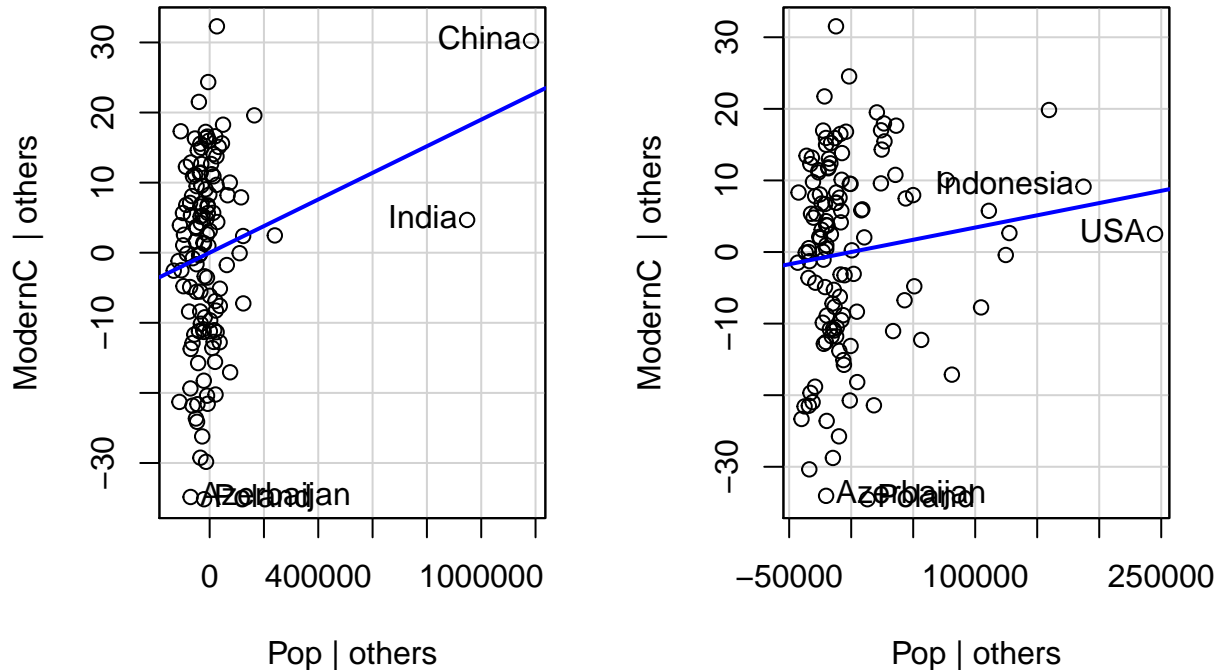 ModernC | others
30
20
10
0
−10
−30
China
India
Azerbaijan
Poland
0
400000
1000000
Pop | others
ModernC | others
30
20
10
0
−10
−30
Indonesia
USA
Azerbaijan
Poland
−50000
100000
250000
Pop | others